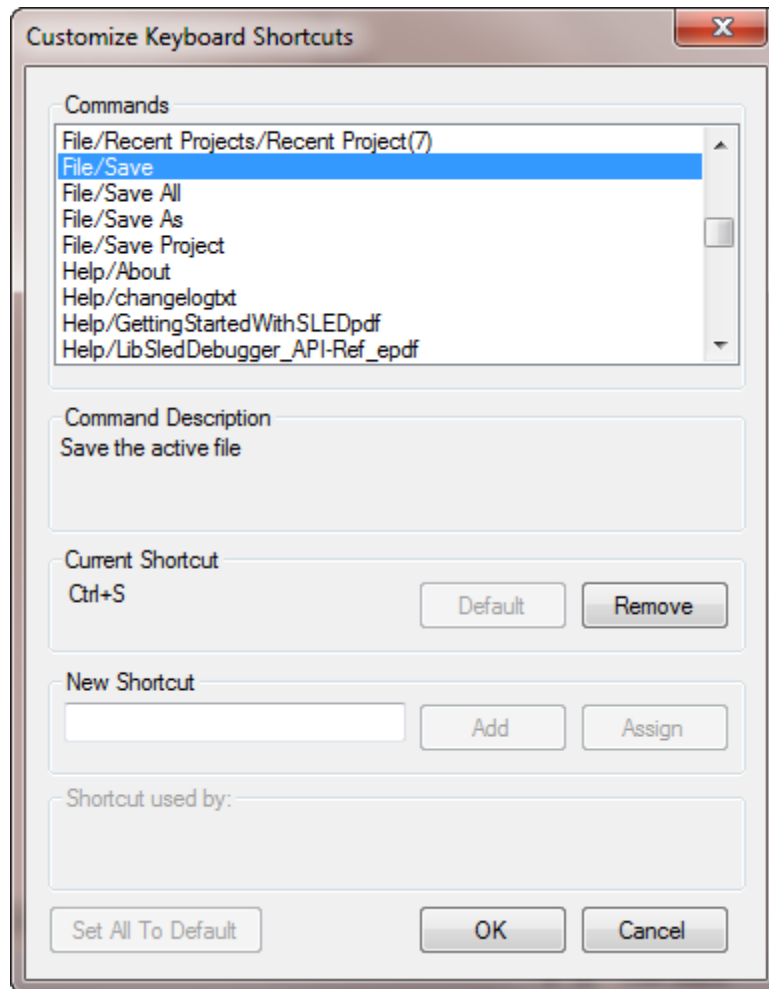 Customize Keyboard Shortcuts
Commands
File/Recent Projects/Recent Project(7)
File/Save
File/Save All
File/Save As
File/Save Project
Help/About
Help/changelogtxt
Help/GettingStartedWithSLEDpdf
Help/LibSledDebugger_API-Ref_epdf
Command Description
Save the active file
Current Shortcut
Ctrl+S Default Remove
New Shortcut
Add Assign
Shortcut used by:
Set All To Default OK Cancel